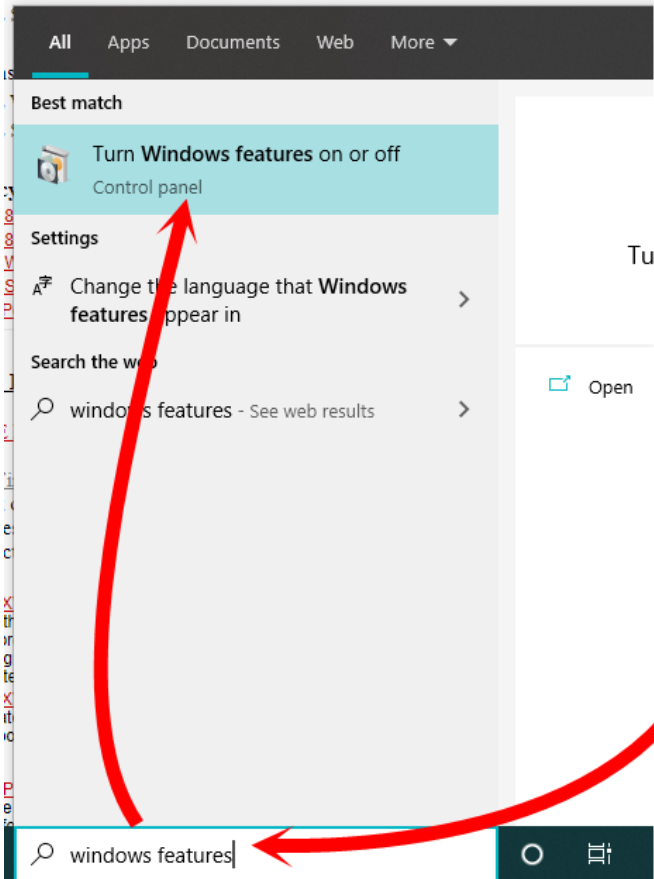 All Apps Documents Web More
Best match
Turn Windows features on or off
Control panel
Settings
Change the language that Windows
features appear in
Search the web
windows features - See web results
windows features
Tu
Open